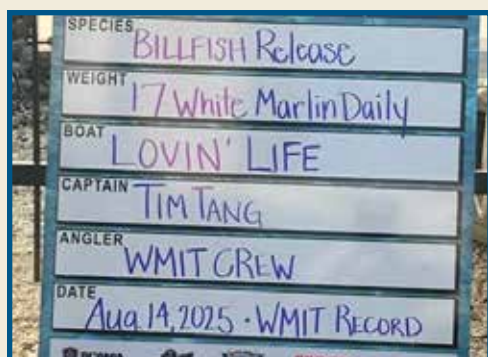 SPECIES
BILLFISH Release
WEIGHT
17 White Marlin Daily
BOAT
LOVIN' LIFE
CAPTAIN
TIM TANG
ANGLER
WMIT CREW
DATE
Aug 14, 2025 · WMIT RECORD